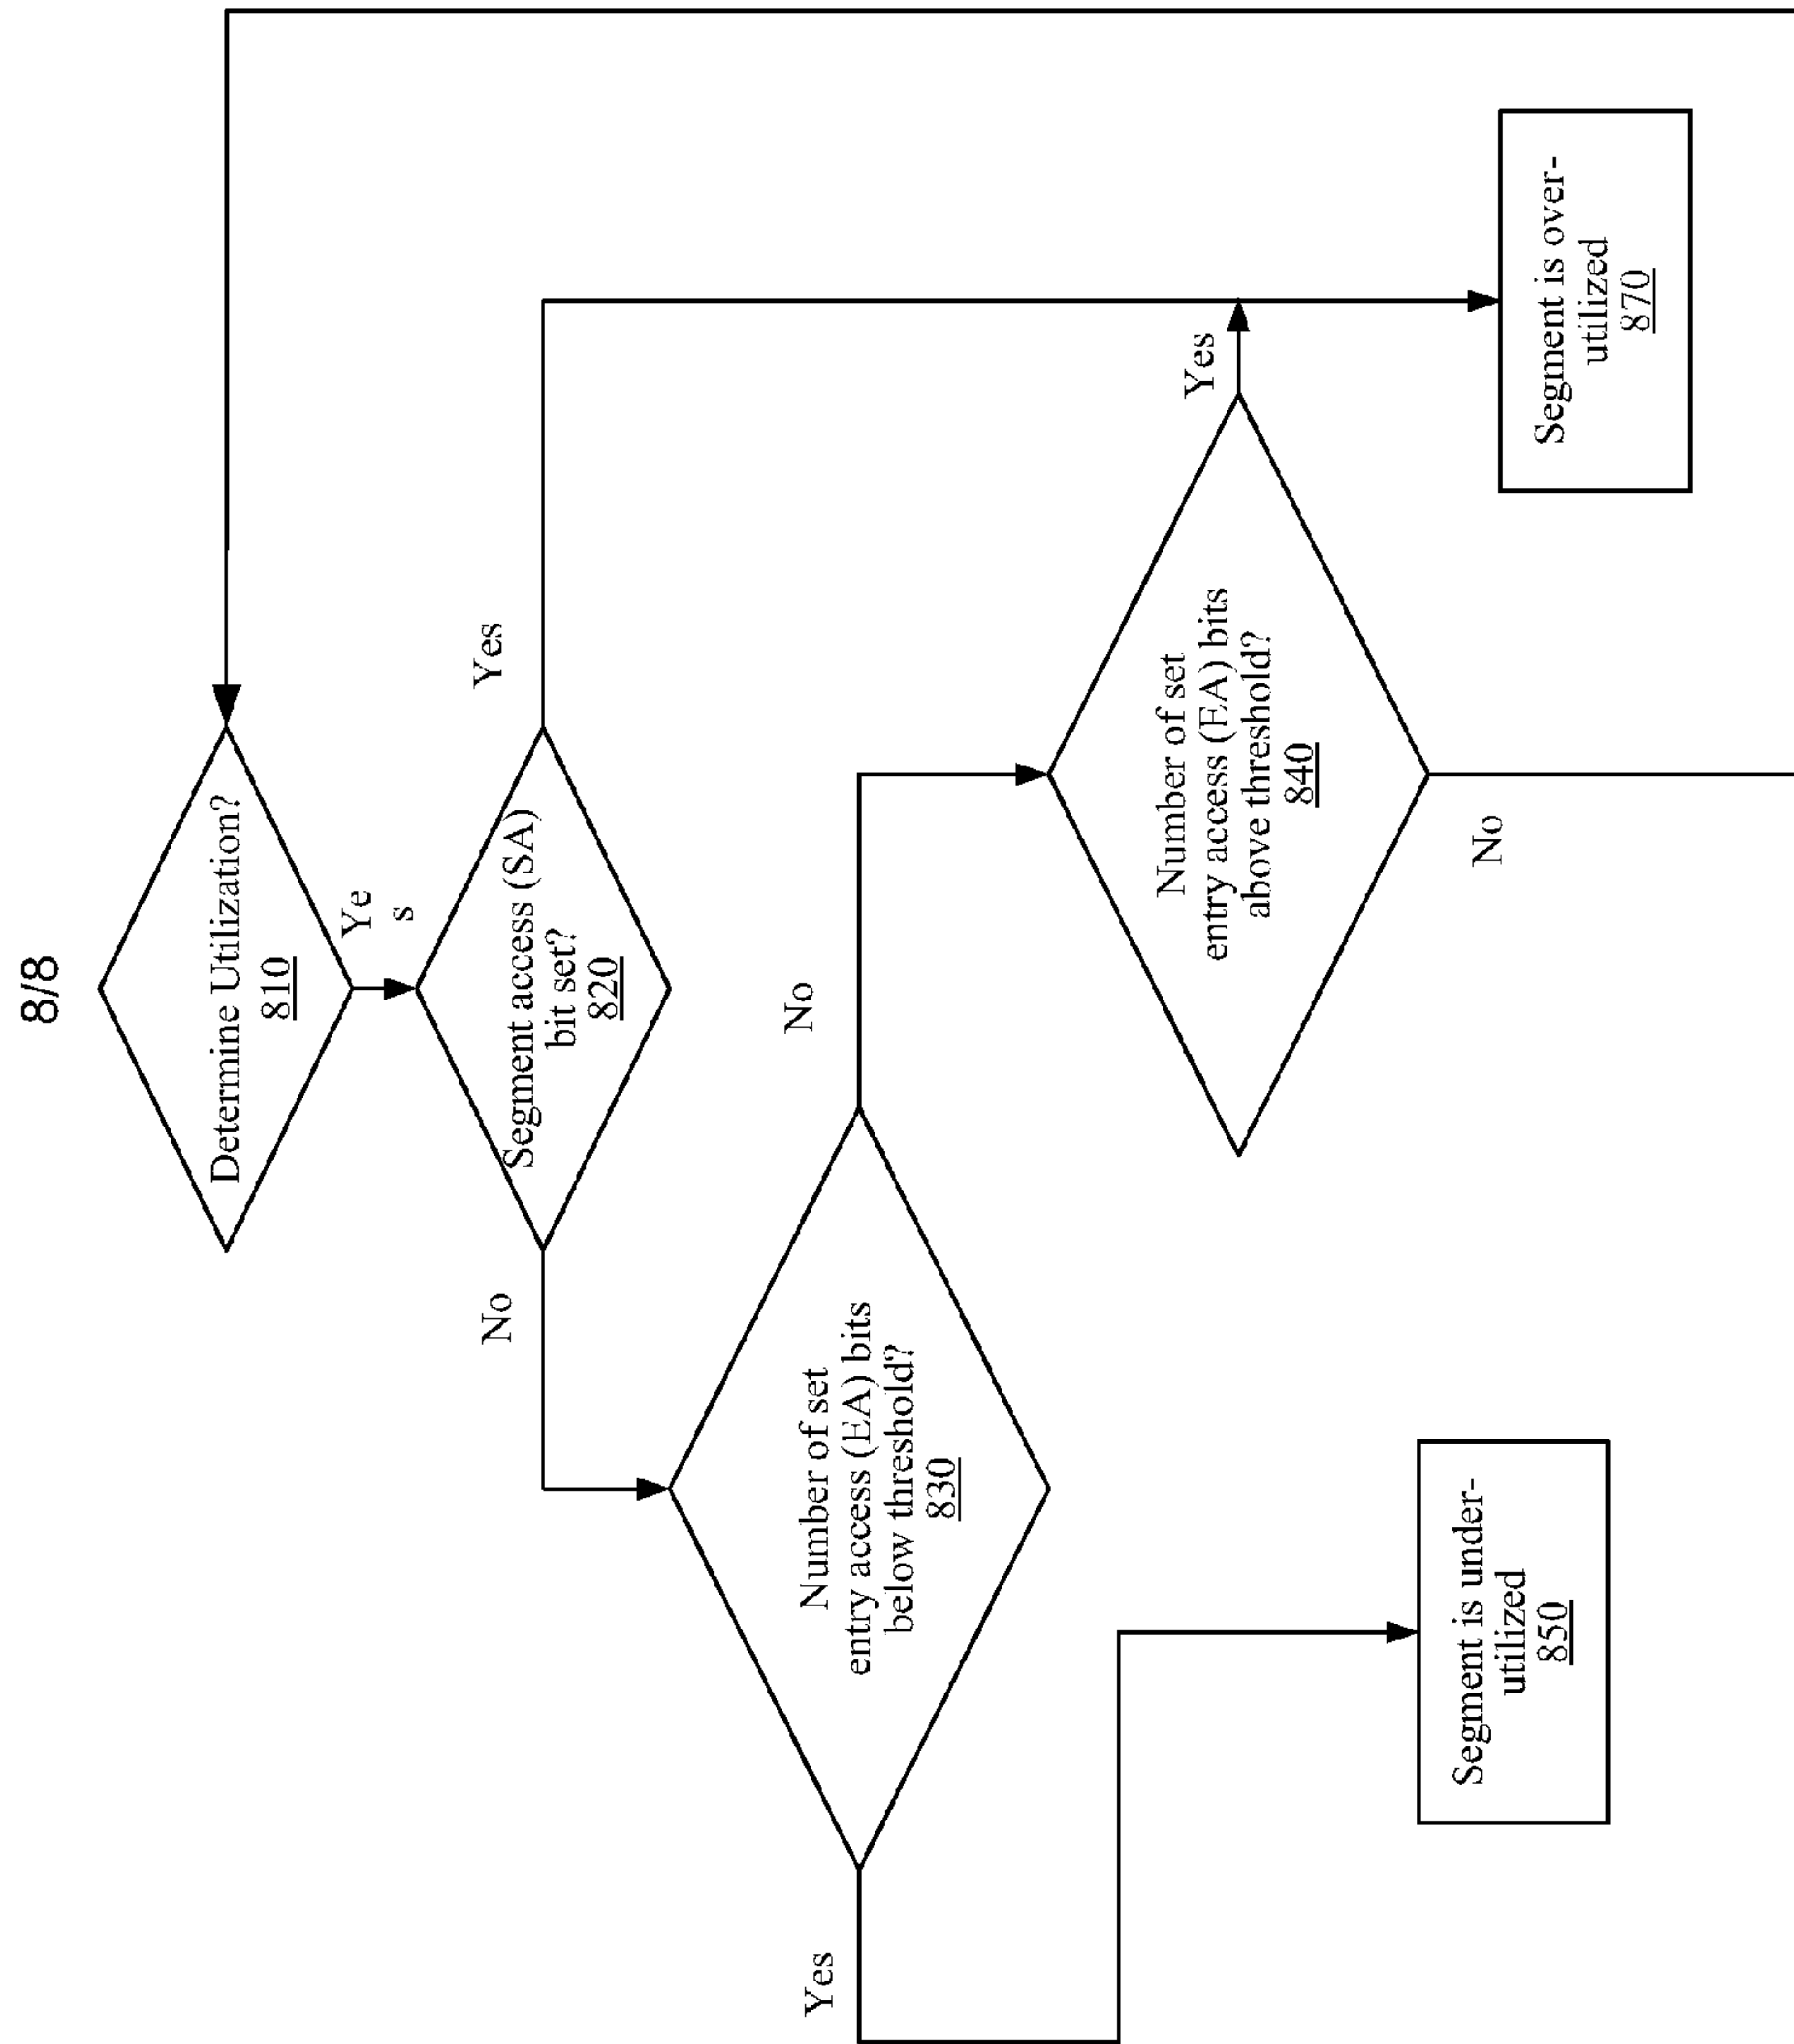 8/8
Determine Utilization?
810
Ye
s
Segment access (SA)
bit set?
820
No
Yes
Number of set
entry access (EA) bits
below threshold?
830
Yes
No
Number of set
entry access (EA) bits
above threshold?
840
Yes
No
Segment is under-
utilized
850
Segment is over-
utilized
870